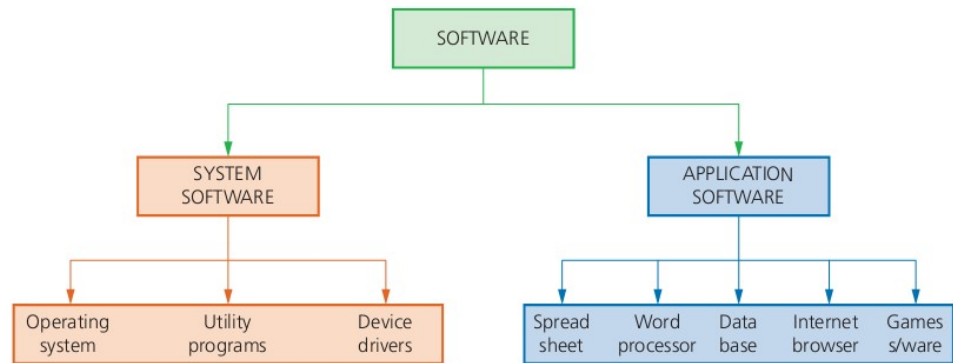 SOFTWARE
SYSTEM
SOFTWARE
APPLICATION
SOFTWARE
Operating
system
Utility
programs
Device
drivers
Spread
sheet
Word
processor
Data
base
Internet
browser
Games
s/ware